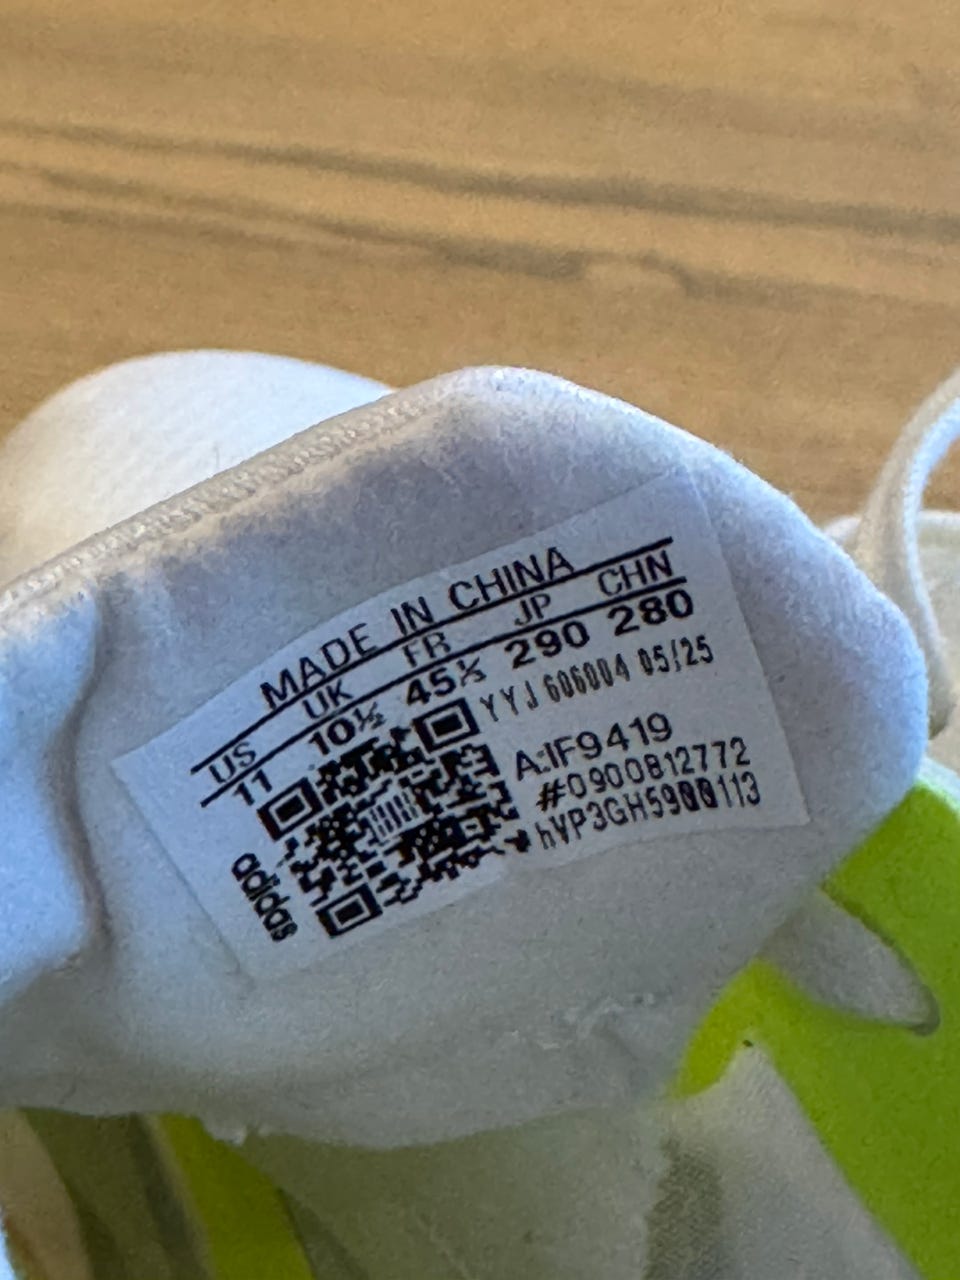 MADE IN CHINA
US UK FR JP CHN
11 10½ 45⅓ 290 280
YYJ 606004 05/25
A:IF9419
#0900812772
adidas